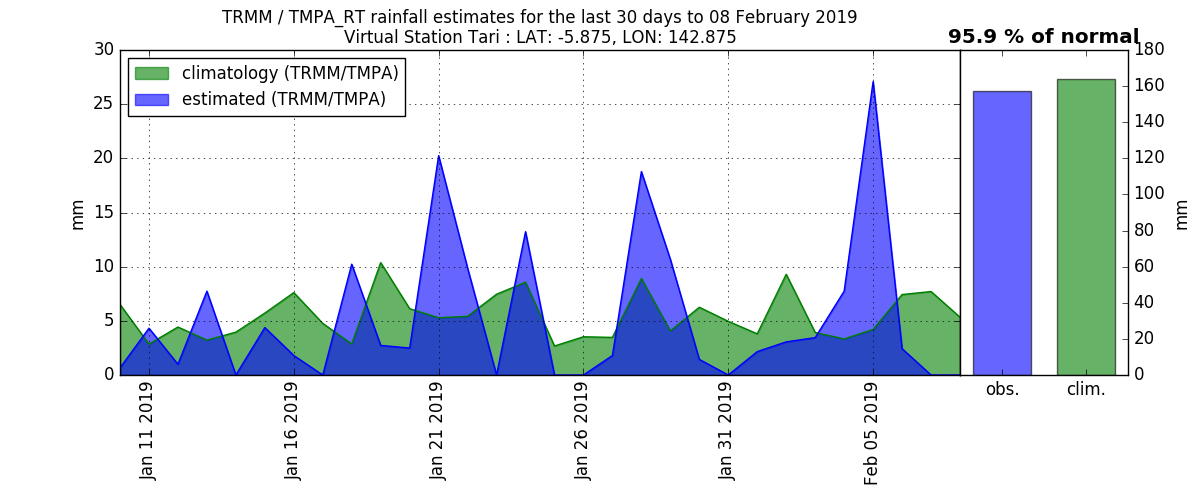 TRMM / TMPA_RT rainfall estimates for the last 30 days to 08 February 2019
Virtual Station Tari : LAT: -5.875, LON: 142.875
95.9 % of normal
climatology (TRMM/TMPA)
estimated (TRMM/TMPA)
mm
30
25
20
15
10
5
0
Jan 11 2019
Jan 16 2019
Jan 21 2019
Jan 26 2019
Jan 31 2019
Feb 05 2019
obs.
clim.
180
160
140
120
100
80
60
40
20
0
mm